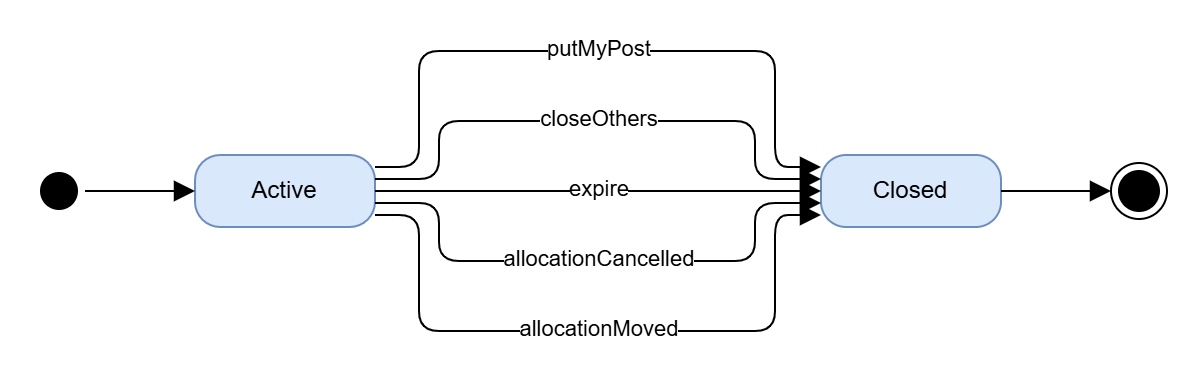 putMyPost
closeOthers
Active
expire
Closed
allocationCancelled
allocationMoved